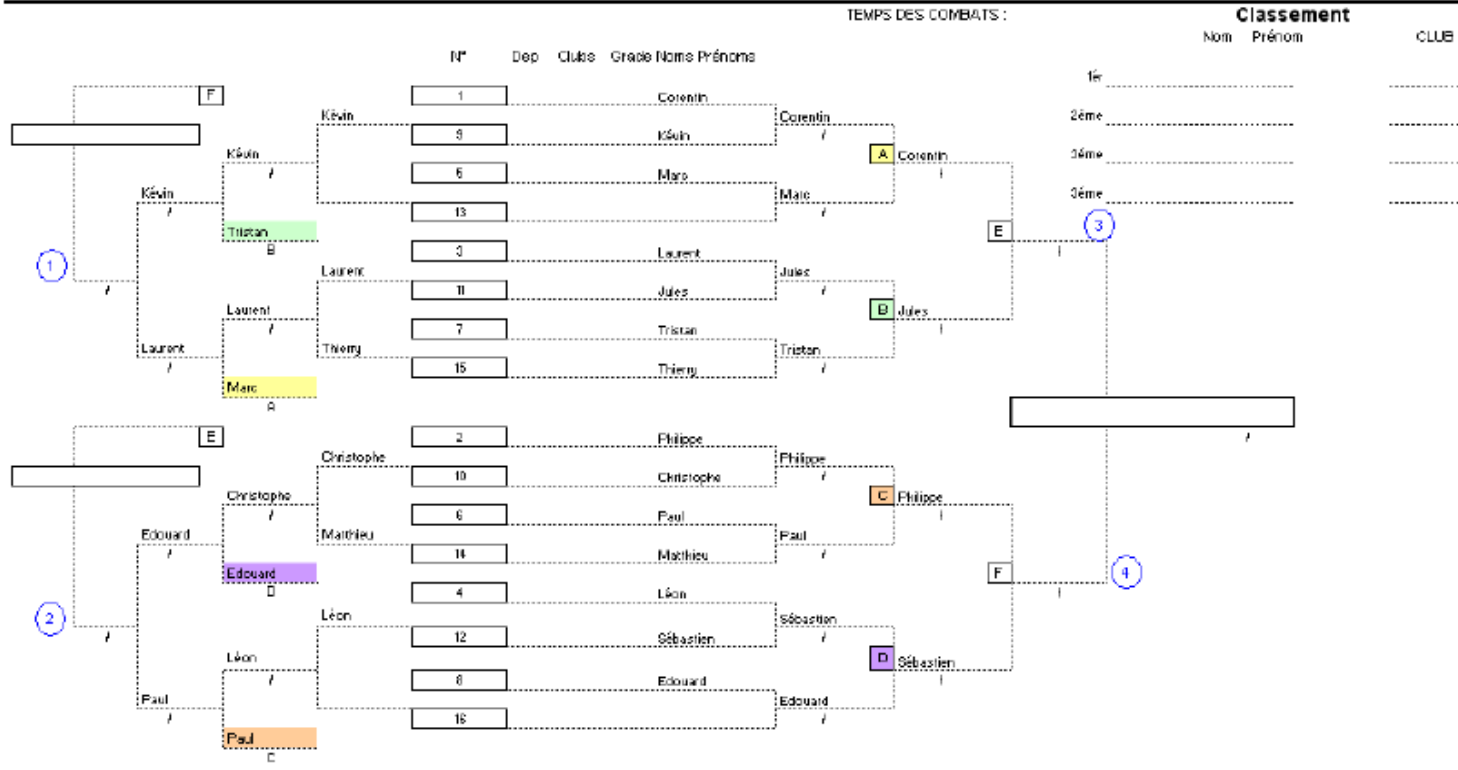 TEMPS DES COMBATS :
Classement
Nom Prénom CLUB
N° Dep Clubs Grade Noms Prénoms
1ér
F 1 Corentin
Kévin Corentin 2ème
9 Kévin
Kévin A Corentin 3éme
6 Marc
Kévin Marc 3éme
13
Tristan 3
B E
3 Laurent
1 Laurent Jules
11 Jules
Laurent B Jules
7 Tristan
Laurent Thierry Tristan
15 Thierry
Marc
A
E 2 Philippe
Christophe Philippe
10 Christophe
Christophe C Philippe
6 Paul
Edouard Matthieu Paul
14 Matthieu
Edouard F 4
D
4 Léon
2 Léon Sébastien
12 Sébastien
Léon D Sébastien
8 Edouard
Paul Edouard
16
Paul
C